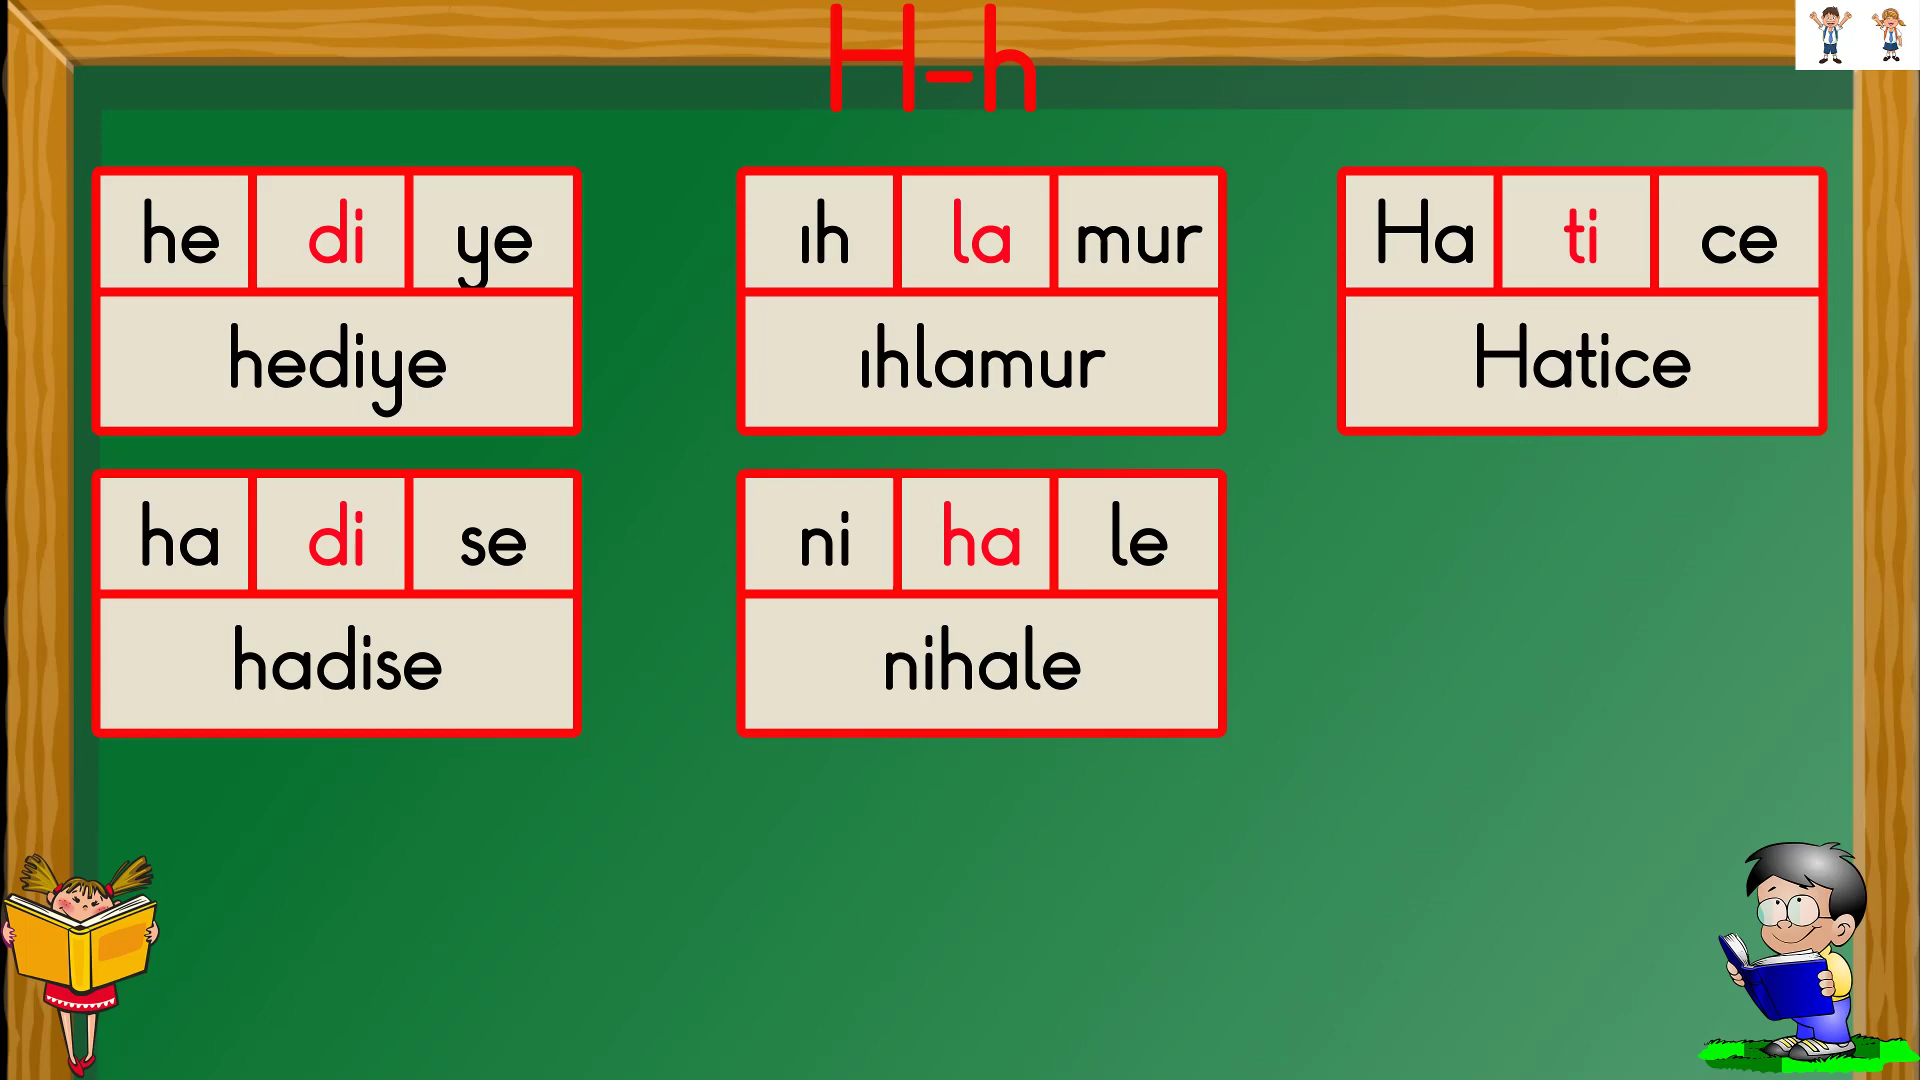 H-h
he di ye
hediye
ıh la mur
ıhlamur
Ha ti ce
Hatice
ha di se
hadise
ni ha le
nihale